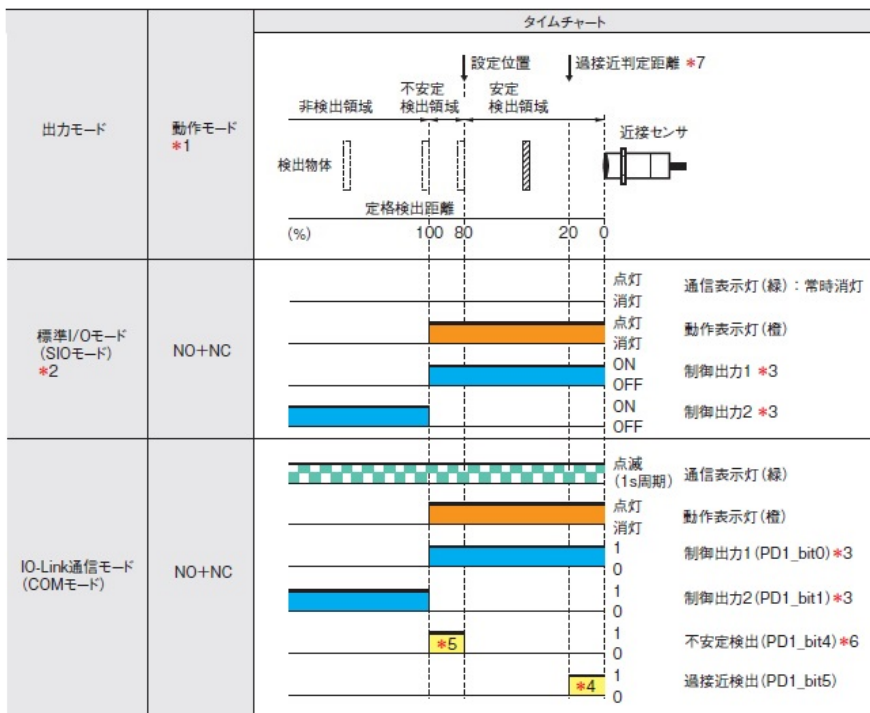 タイムチャート
出力モード
動作モード
*1
設定位置
過接近判定距離 *7
非検出領域
不安定
検出領域
安定
検出領域
近接センサ
検出物体
定格検出距離
(%)
100 80
20
0
標準I/Oモード
(SIOモード)
*2
NO+NC
点灯
消灯
通信表示灯(緑)：常時消灯
点灯
消灯
動作表示灯(橙)
ON
OFF
制御出力1 *3
ON
OFF
制御出力2 *3
IO-Link通信モード
(COMモード)
NO+NC
点滅
(1s周期)
通信表示灯(緑)
点灯
消灯
動作表示灯(橙)
1
0
制御出力1(PD1_bit0)*3
1
0
制御出力2(PD1_bit1)*3
*5
1
0
不安定検出(PD1_bit4)*6
*4
1
0
過接近検出(PD1_bit5)